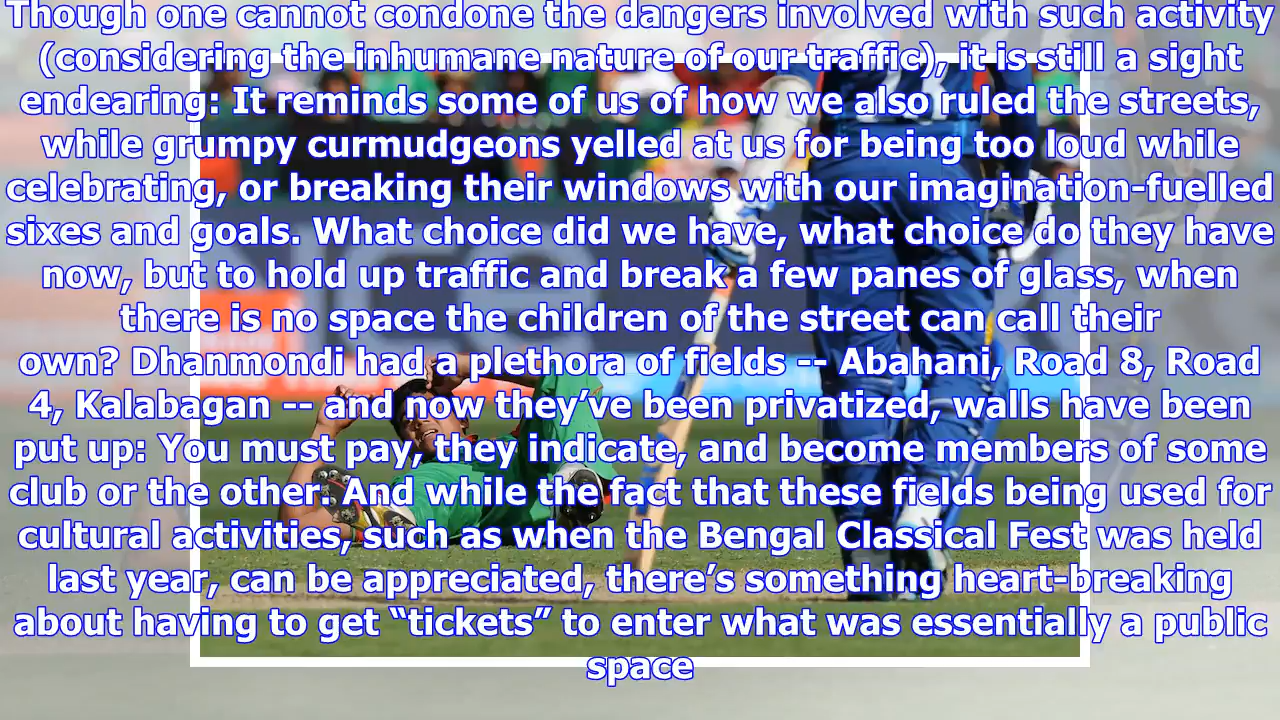 Though one cannot condone the dangers involved with such activity
(considering the inhumane nature of our traffic), it is still a sight
endearing: It reminds some of us of how we also ruled the streets,
while grumpy curmudgeons yelled at us for being too loud while
celebrating, or breaking their windows with our imagination-fuelled
sixes and goals. What choice did we have, what choice do they have
now, but to hold up traffic and break a few panes of glass, when
there is no space the children of the street can call their
own? Dhanmondi had a plethora of fields -- Abahani, Road 8, Road
4, Kalabagan -- and now they’ve been privatized, walls have been
put up: You must pay, they indicate, and become members of some
club or the other. And while the fact that these fields being used for
cultural activities, such as when the Bengal Classical Fest was held
last year, can be appreciated, there’s something heart-breaking
about having to get “tickets” to enter what was essentially a public
space